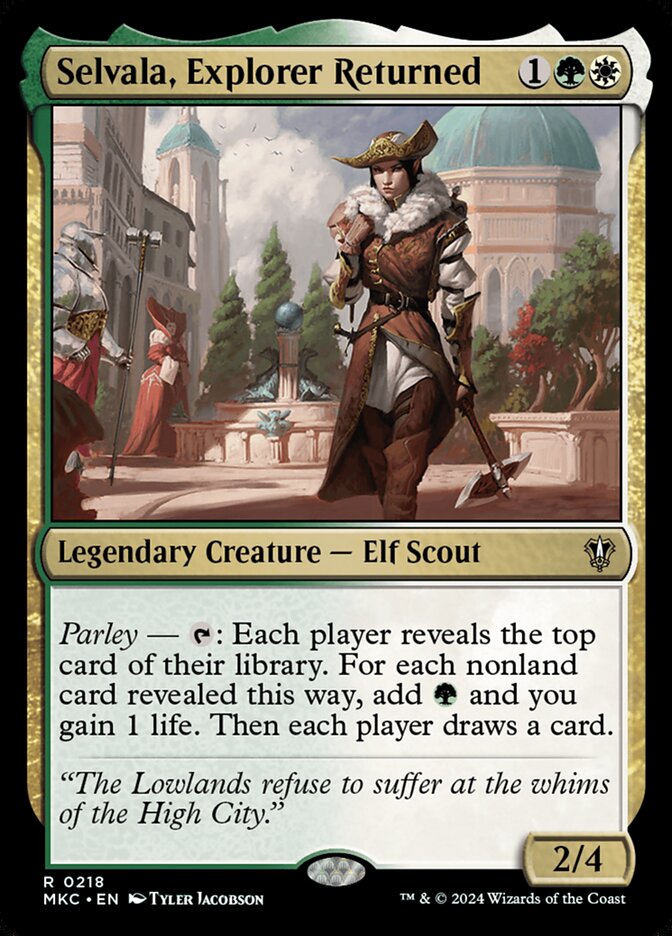 Selvala, Explorer Returned 1
Legendary Creature — Elf Scout
Parley — : Each player reveals the top
card of their library. For each nonland
card revealed this way, add and you
gain 1 life. Then each player draws a card.
“The Lowlands refuse to suffer at the whims
of the High City.”
2/4
R 0218
MKC • EN Tyler Jacobson
™ & © 2024 Wizards of the Coast